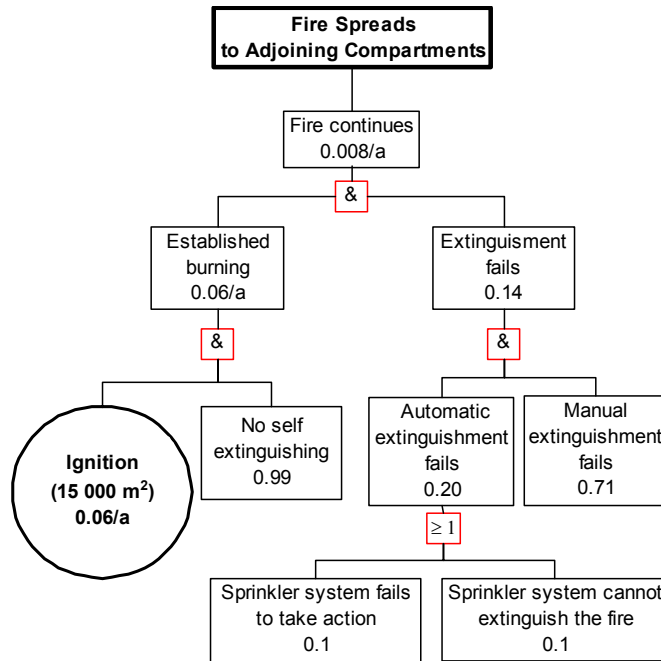 Fire Spreads
to Adjoining Compartments
Fire continues
0.008/a
&
Established
burning
0.06/a
Extinguisment
fails
0.14
&
&
Ignition
(15 000 m²)
0.06/a
No self
extinguishing
0.99
Automatic
extinguishment
fails
0.20
Manual
extinguishment
fails
0.71
≥ 1
Sprinkler system fails
to take action
0.1
Sprinkler system cannot
extinguish the fire
0.1